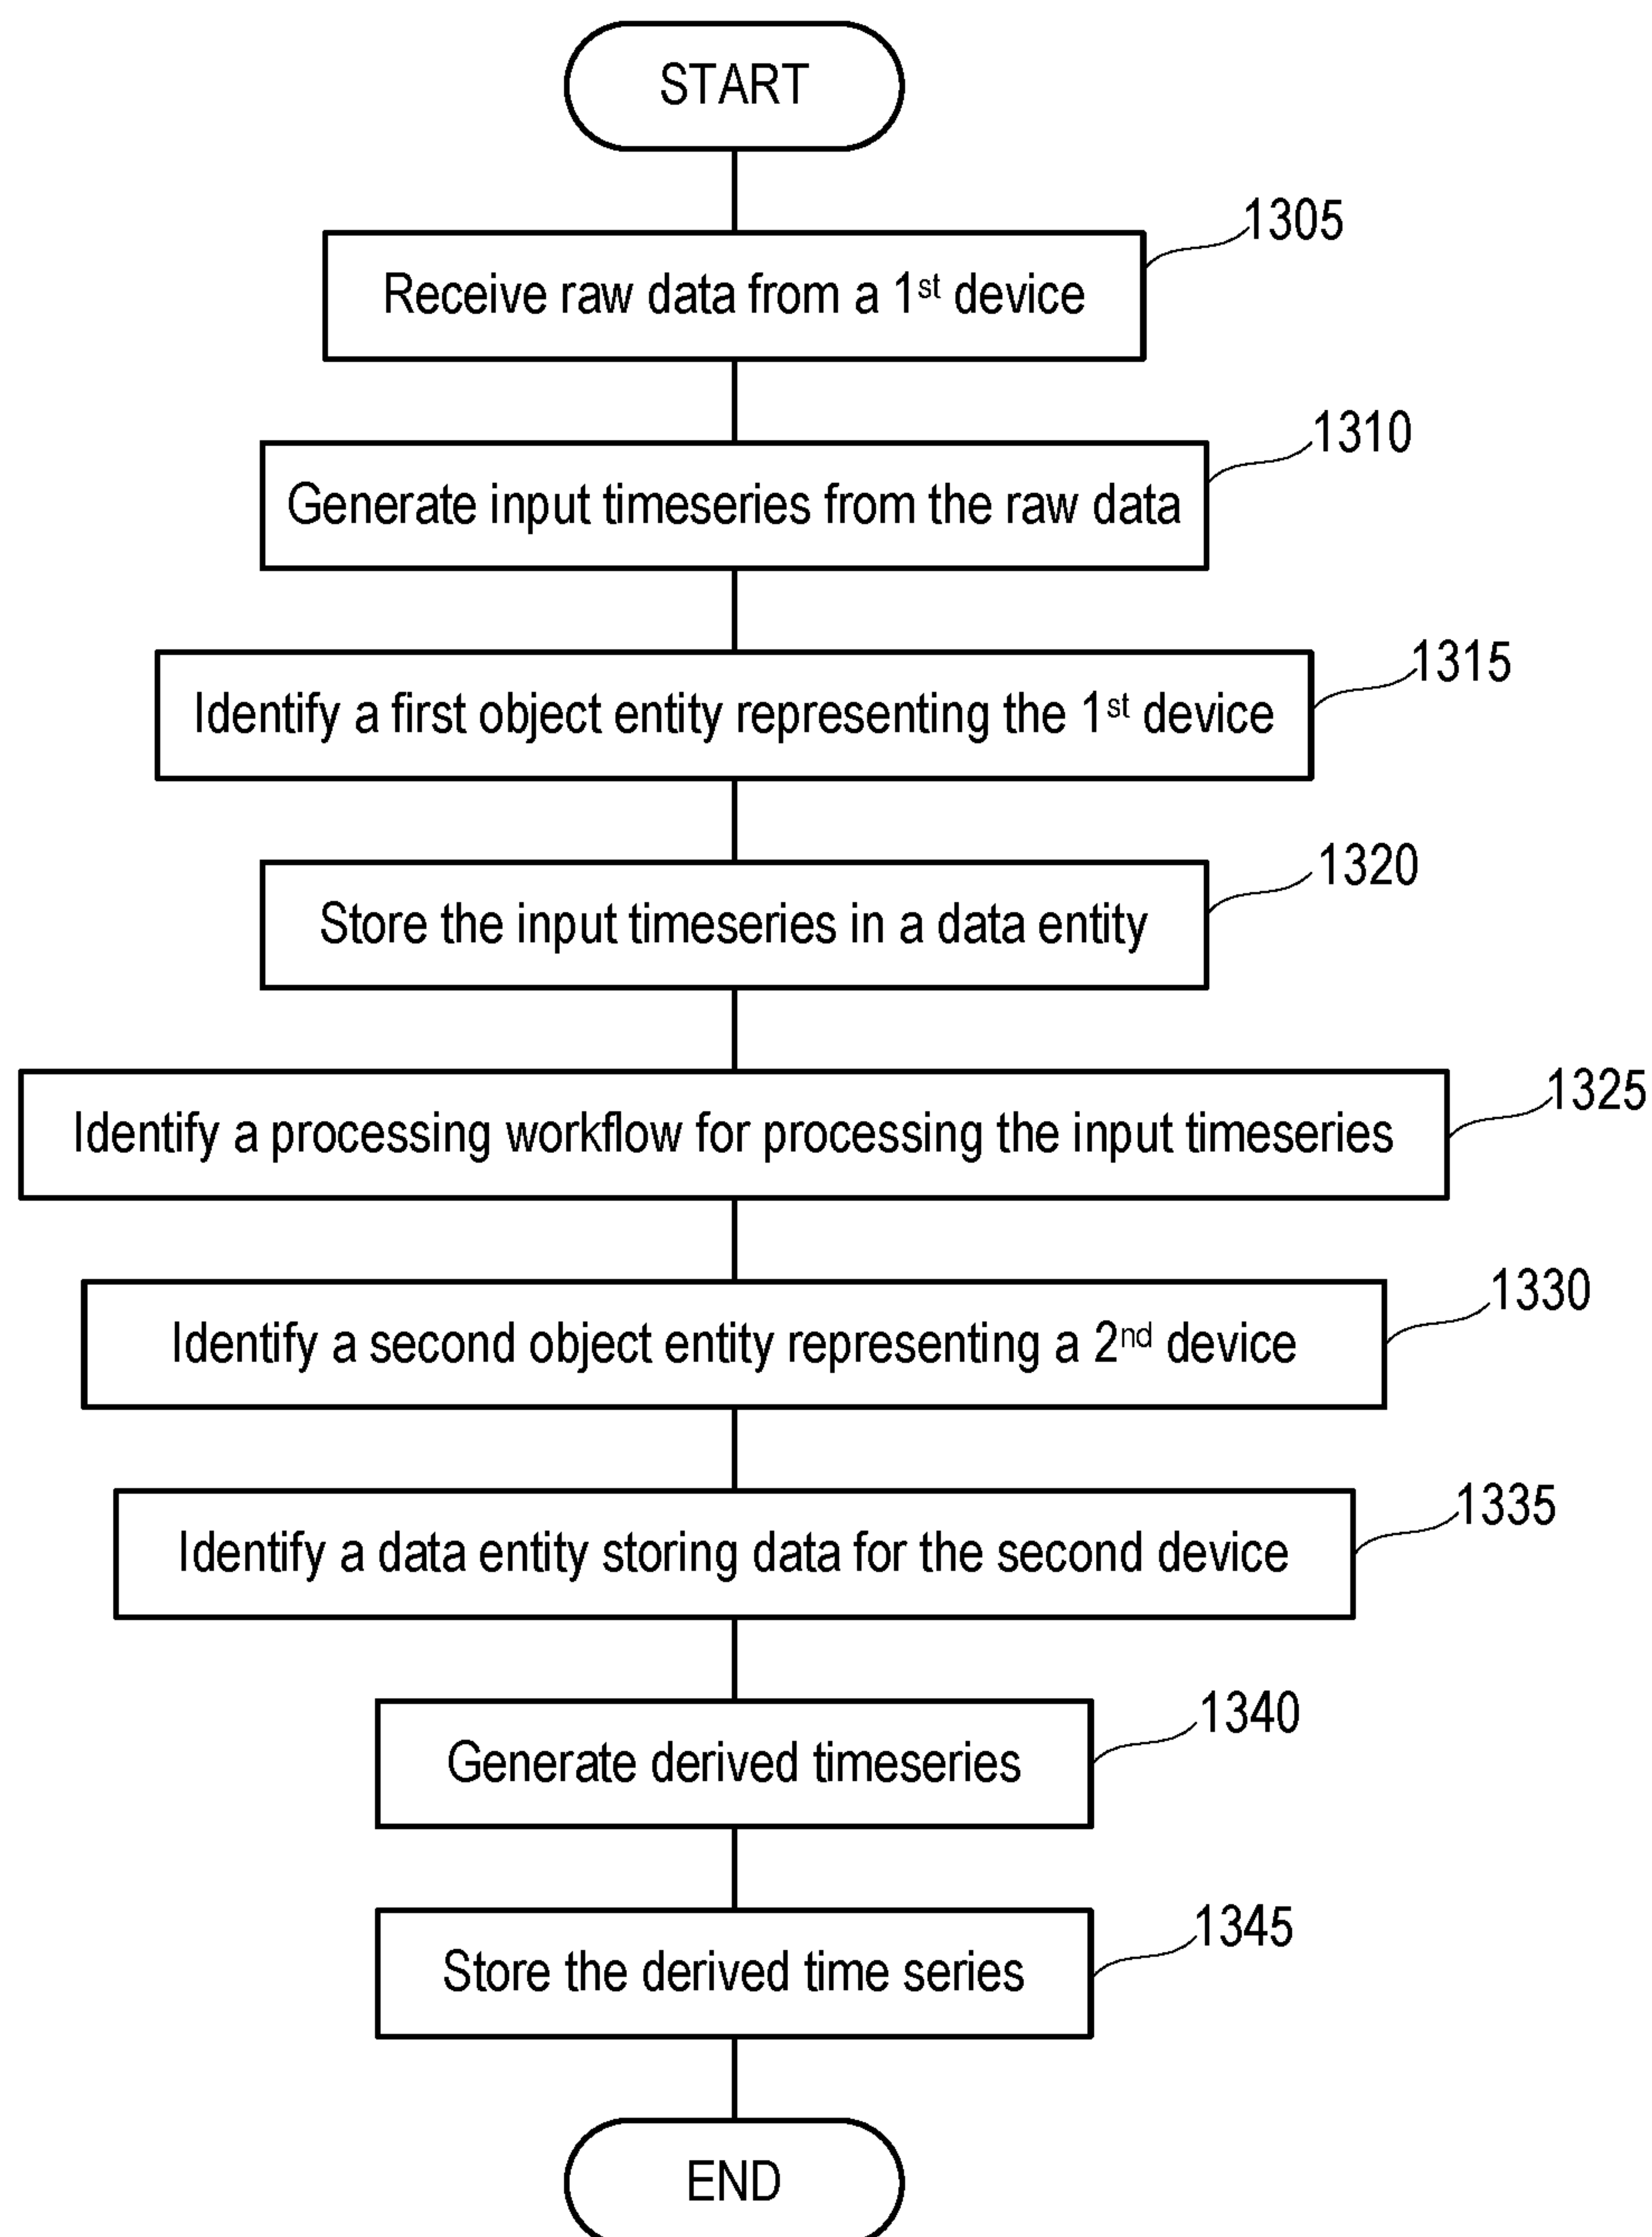 START
1305
Receive raw data from a 1st device
1310
Generate input timeseries from the raw data
1315
Identify a first object entity representing the 1st device
1320
Store the input timeseries in a data entity
1325
Identify a processing workflow for processing the input timeseries
1330
Identify a second object entity representing a 2nd device
1335
Identify a data entity storing data for the second device
1340
Generate derived timeseries
1345
Store the derived time series
END